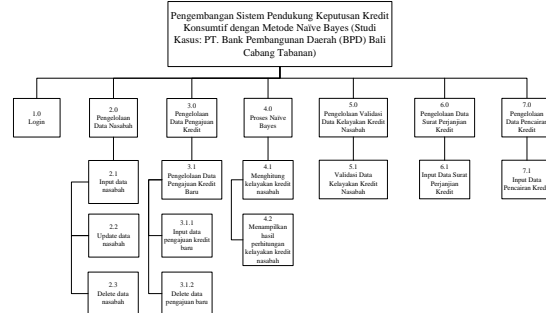 Pengembangan Sistem Pendukung Keputusan Kredit
Konsumtif dengan Metode Naïve Bayes (Studi
Kasus: PT. Bank Pembangunan Daerah (BPD) Bali
Cabang Tabanan)
1.0
Login
2.0
Pengelolaan
Data Nasabah
3.0
Pengelolaan
Data Pengajuan
Kredit
4.0
Proses Naïve
Bayes
5.0
Pengelolaan Validasi
Data Kelayakan Kredit
Nasabah
6.0
Pengelolaan Data
Surat Perjanjian
Kredit
7.0
Pengelolaan
Data Pencairan
Kredit
2.1
Input data
nasabah
3.1
Pengelolaan Data
Pengajuan Kredit
Baru
4.1
Menghitung
kelayakan kredit
nasabah
5.1
Validasi Data
Kelayakan Kredit
Nasabah
6.1
Input Data Surat
Perjanjian
Kredit
7.1
Input Data
Pencairan Kredit
2.2
Update data
nasabah
3.1.1
Input data
pengajuan kredit
baru
4.2
Menampilkan
hasil
perhitungan
kelayakan kredit
nasabah
2.3
Delete data
nasabah
3.1.2
Delete data
pengajuan baru